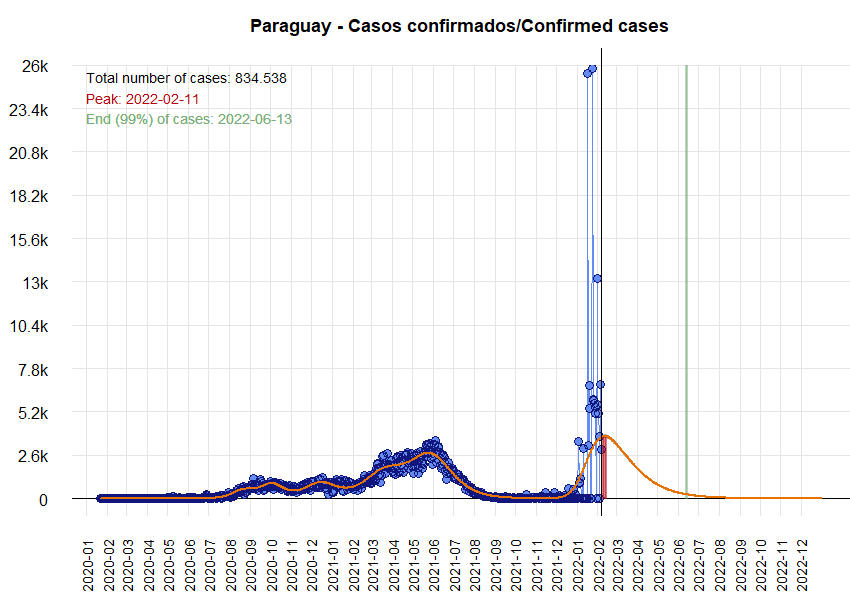 Paraguay - Casos confirmados/Confirmed cases
Total number of cases: 834.538
Peak: 2022-02-11
End (99%) of cases: 2022-06-13
26k
23.4k
20.8k
18.2k
15.6k
13k
10.4k
7.8k
5.2k
2.6k
0
2020-01
2020-02
2020-03
2020-04
2020-05
2020-06
2020-07
2020-08
2020-09
2020-10
2020-11
2020-12
2021-01
2021-02
2021-03
2021-04
2021-05
2021-06
2021-07
2021-08
2021-09
2021-10
2021-11
2021-12
2022-01
2022-02
2022-03
2022-04
2022-05
2022-06
2022-07
2022-08
2022-09
2022-10
2022-11
2022-12